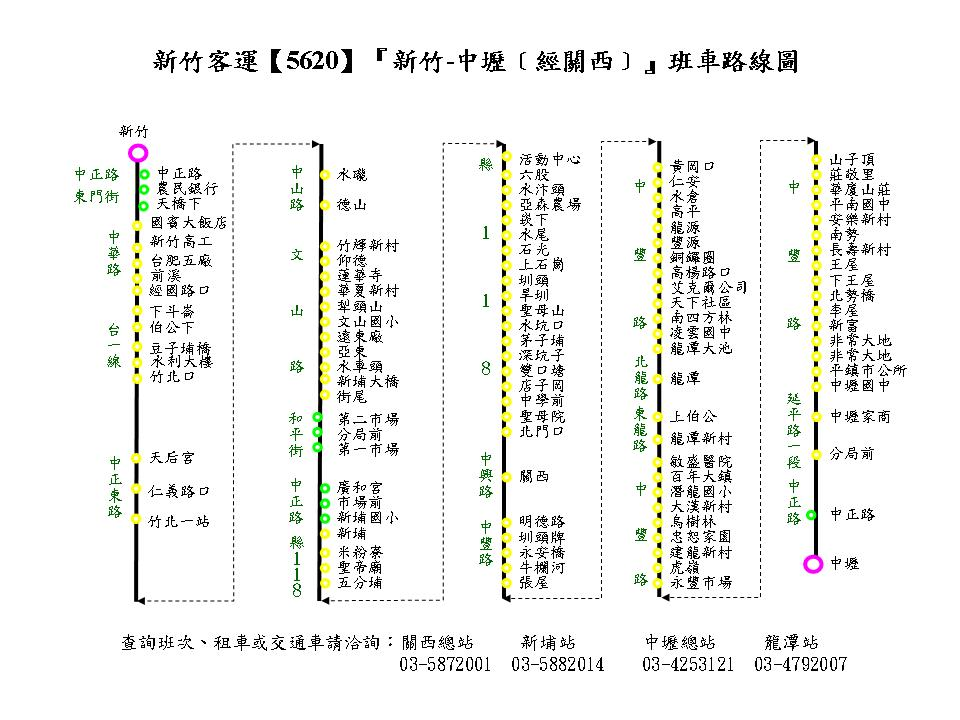 新竹客運【5620】『新竹-中壢﹝經關西﹞』班車路線圖
新竹
中正路
東門街
中正路
農民銀行
天橋下
國賓大飯店
中華路
新竹高工
台肥五廠
前溪
經國路口
下斗崙
台一線
伯公下
豆子埔橋
水利大樓
竹北口
中正東路
天后宮
仁義路口
竹北一站
中山路
水瓏
德山
文山路
竹輝新村
仰德
蓮華寺
華夏新村
犁頭山
文山國小
遠東廠
亞東
水車頭
新埔大橋
街尾
和平街
第二市場
分局前
第一市場
中正路
廣和宮
市場前
新埔國小
新埔
縣118
米粉寮
聖帝廟
五分埔
縣118
活動中心
六股
水汴頭
亞森農場
崁下
水尾
石光
上石崗
圳頭
旱圳
聖母山
水坑口
茅子埔
深坑子
雙口塘
店子岡
中學前
聖母院
北門口
中興路
關西
中豐路
明德路
圳頭牌
永安橋
牛欄河
張屋
中豐路
黃岡口
仁安
水倉
高平
龍源
豐源
銅鑼圈
高楊路口
艾克爾公司
天下社區
南四方林
凌雲國中
龍潭大池
北龍路
龍潭
東龍路
上伯公
龍潭新村
中豐路
敏盛醫院
百年大鎮
潛龍國小
大漢新村
烏樹林
忠恕家園
建龍新村
虎嶺
永豐市場
中豐路
山子頂
莊敬里
華廈山莊
平南國中
安樂新村
南勢
長壽新村
王屋
下王屋
北勢橋
李屋
新富
非常大地
非常大地
平鎮市公所
中壢國中
延平路一段
中壢家商
分局前
中正路
中正路
中壢
查詢班次、租車或交通車請洽詢：關西總站 新埔站 中壢總站 龍潭站
03-5872001 03-5882014 03-4253121 03-4792007